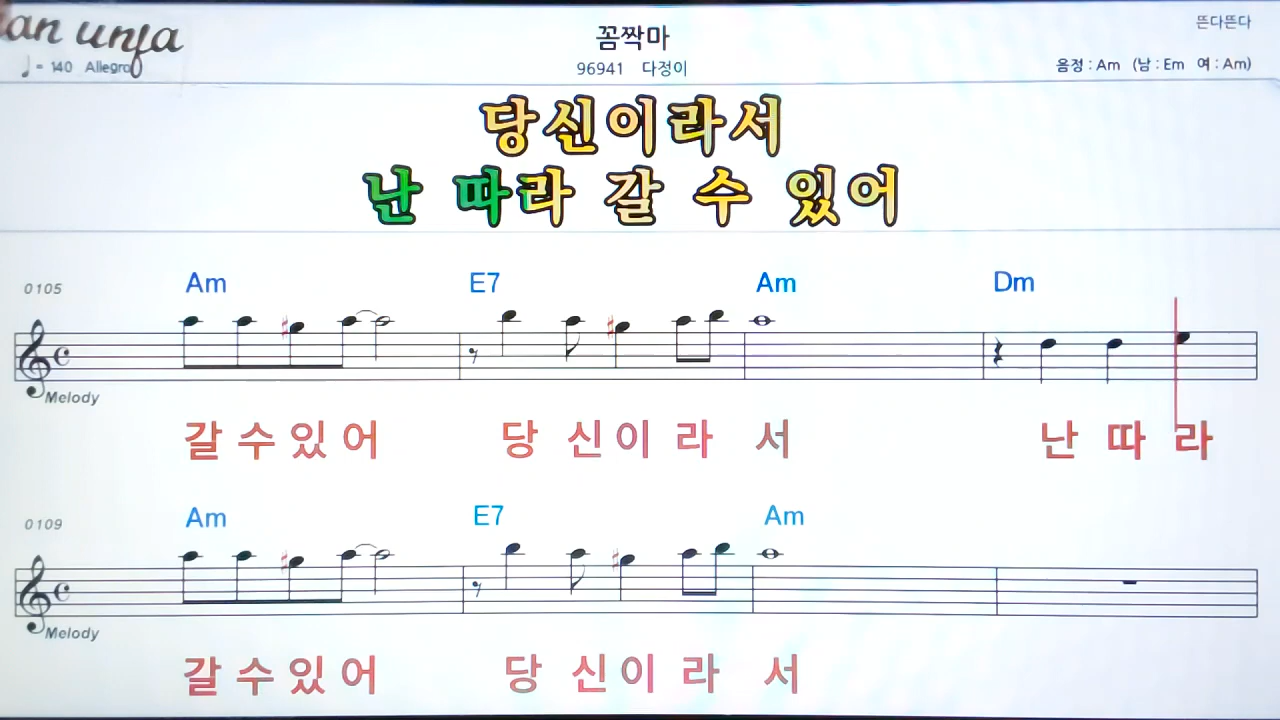 뜬다뜬다
꼼짝마
= 140 Allegro
96941 다정이
음정 : Am (남 : Em 여 : Am)
당신이라서
난 따라 갈 수 있어
0105
Am E7 Am Dm
Melody
갈 수 있 어 당 신 이 라 서 난 따 라
0109
Am E7 Am
Melody
갈 수 있 어 당 신 이 라 서